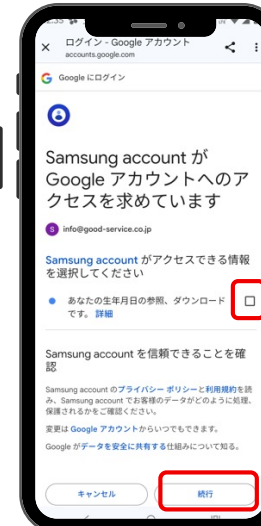 ログイン - Google アカウント
accounts.google.com
Google にログイン
Samsung account が
Google アカウントへのア
クセスを求めています
S info@good-service.co.jp
Samsung account がアクセスできる情報
を選択してください
あなたの生年月日の参照、ダウンロード
です。 詳細
Samsung account を信頼できることを確
認
Samsung account のプライバシー ポリシーと利用規約を読
み、Samsung account でお客様のデータがどのように処理、
保護されるかをご確認ください。
変更は Google アカウントからいつでもできます。
Google がデータを安全に共有する仕組みについて知る。
キャンセル
続行